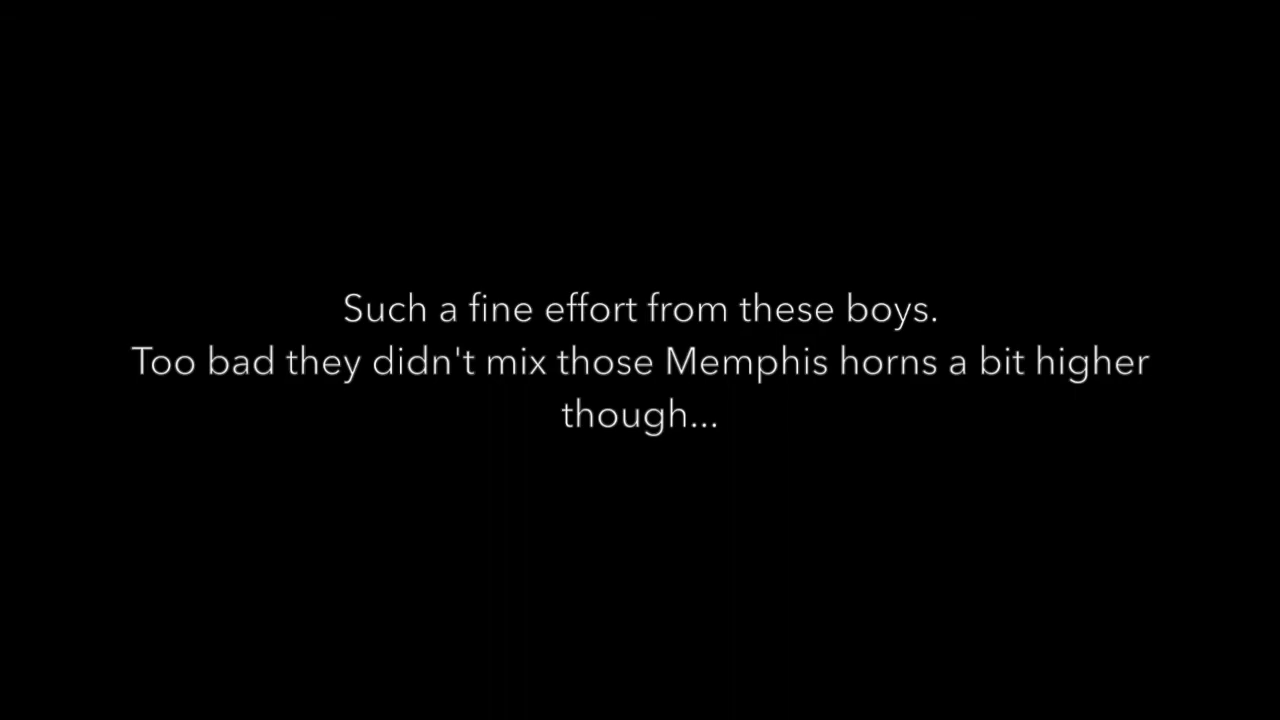 Such a fine effort from these boys.
Too bad they didn't mix those Memphis horns a bit higher
though...